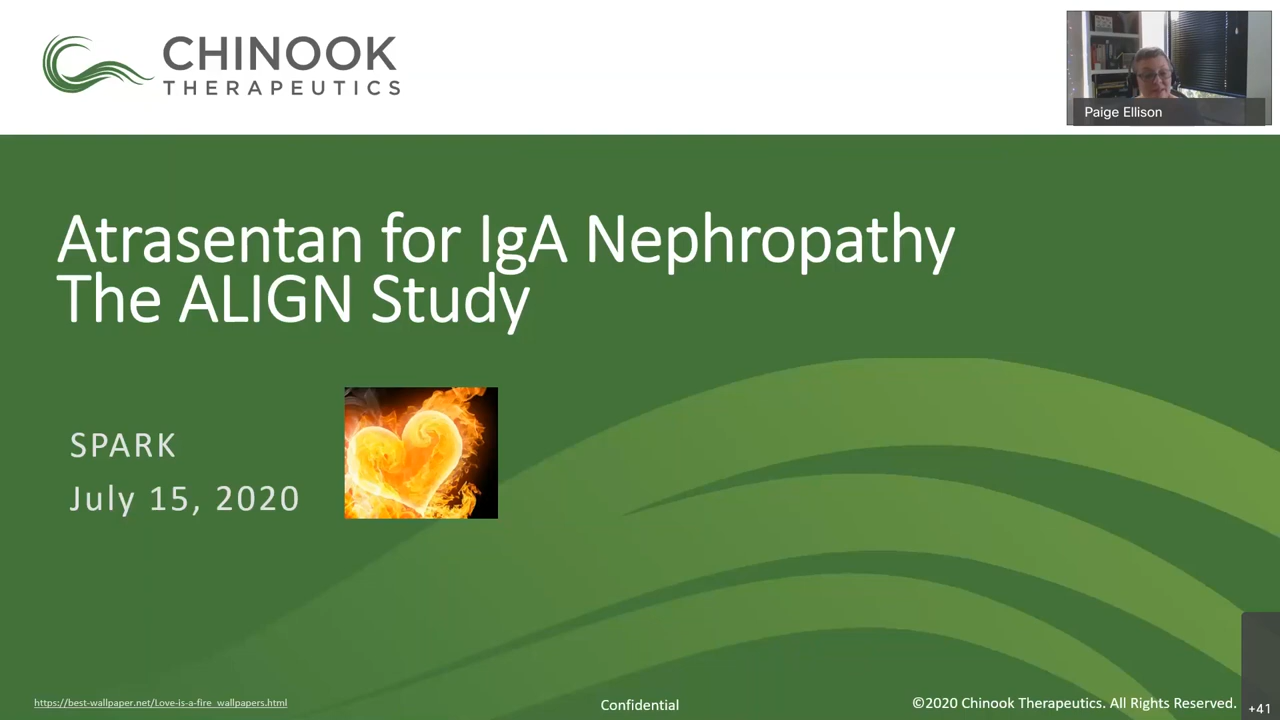 CHINOOK
THERAPEUTICS
Paige Ellison
Atrasentan for IgA Nephropathy
The ALIGN Study
SPARK
July 15, 2020
https://best-wallpaper.net/Love-is-a-fire_wallpapers.html
Confidential
©2020 Chinook Therapeutics. All Rights Reserved.
+41